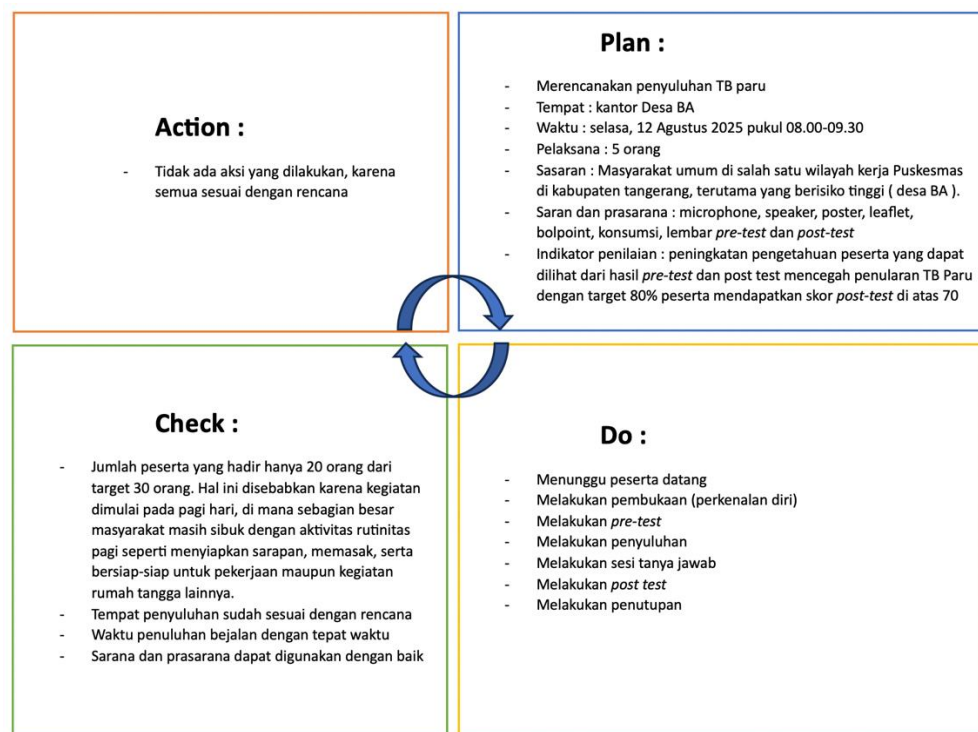 Action :
- Tidak ada aksi yang dilakukan, karena
semua sesuai dengan rencana
Plan :
- Merencanakan penyuluhan TB paru
- Tempat : kantor Desa BA
- Waktu : selasa, 12 Agustus 2025 pukul 08.00-09.30
- Pelaksana : 5 orang
- Sasaran : Masyarakat umum di salah satu wilayah kerja Puskesmas
di kabupaten tangerang, terutama yang berisiko tinggi ( desa BA ).
- Saran dan prasarana : microphone, speaker, poster, leaflet,
bolpoint, konsumsi, lembar pre-test dan post-test
- Indikator penilaian : peningkatan pengetahuan peserta yang dapat
dilihat dari hasil pre-test dan post test mencegah penularan TB Paru
dengan target 80% peserta mendapatkan skor post-test di atas 70
Check :
- Jumlah peserta yang hadir hanya 20 orang dari
target 30 orang. Hal ini disebabkan karena kegiatan
dimulai pada pagi hari, di mana sebagian besar
masyarakat masih sibuk dengan aktivitas rutinitas
pagi seperti menyiapkan sarapan, memasak, serta
bersiap-siap untuk pekerjaan maupun kegiatan
rumah tangga lainnya.
- Tempat penyuluhan sudah sesuai dengan rencana
- Waktu penuluhan bejalan dengan tepat waktu
- Sarana dan prasarana dapat digunakan dengan baik
Do :
- Menunggu peserta datang
- Melakukan pembukaan (perkenalan diri)
- Melakukan pre-test
- Melakukan penyuluhan
- Melakukan sesi tanya jawab
- Melakukan post test
- Melakukan penutupan